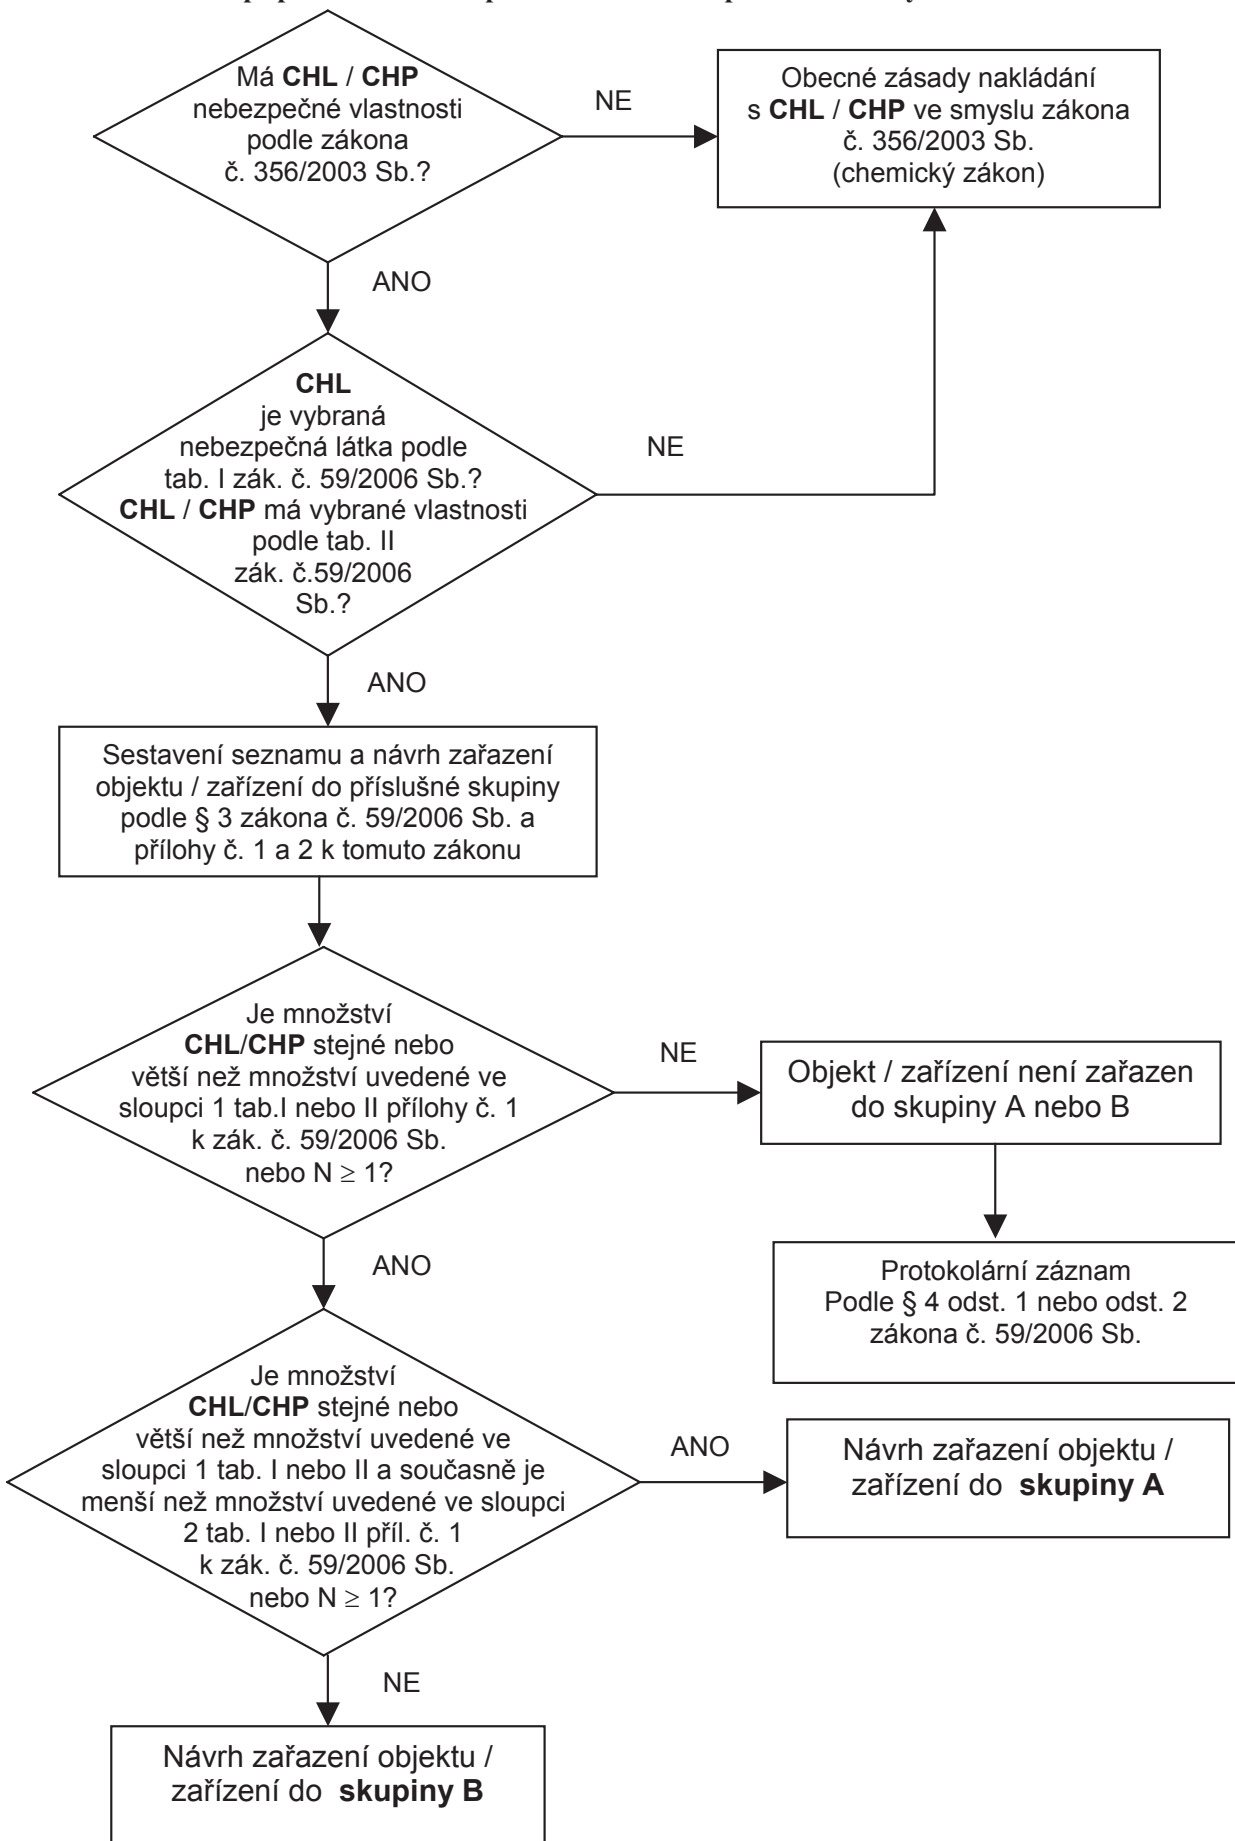 Má CHL / CHP
nebezpečné vlastnosti
podle zákona
č. 356/2003 Sb.?
NE
Obecné zásady nakládání
s CHL / CHP ve smyslu zákona
č. 356/2003 Sb.
(chemický zákon)
ANO
CHL
je vybraná
nebezpečná látka podle
tab. I zák. č. 59/2006 Sb.?
CHL / CHP má vybrané vlastnosti
podle tab. II
zák. č.59/2006
Sb.?
NE
ANO
Sestavení seznamu a návrh zařazení
objektu / zařízení do příslušné skupiny
podle § 3 zákona č. 59/2006 Sb. a
přílohy č. 1 a 2 k tomuto zákonu
Je množství
CHL/CHP stejné nebo
větší než množství uvedené ve
sloupci 1 tab.I nebo II přílohy č. 1
k zák. č. 59/2006 Sb.
nebo N ≥ 1?
NE
Objekt / zařízení není zařazen
do skupiny A nebo B
ANO
Protokolární záznam
Podle § 4 odst. 1 nebo odst. 2
zákona č. 59/2006 Sb.
Je množství
CHL/CHP stejné nebo
větší než množství uvedené ve
sloupci 1 tab. I nebo II a současně je
menší než množství uvedené ve sloupci
2 tab. I nebo II příl. č. 1
k zák. č. 59/2006 Sb.
nebo N ≥ 1?
ANO
Návrh zařazení objektu /
zařízení do skupiny A
NE
Návrh zařazení objektu /
zařízení do skupiny B